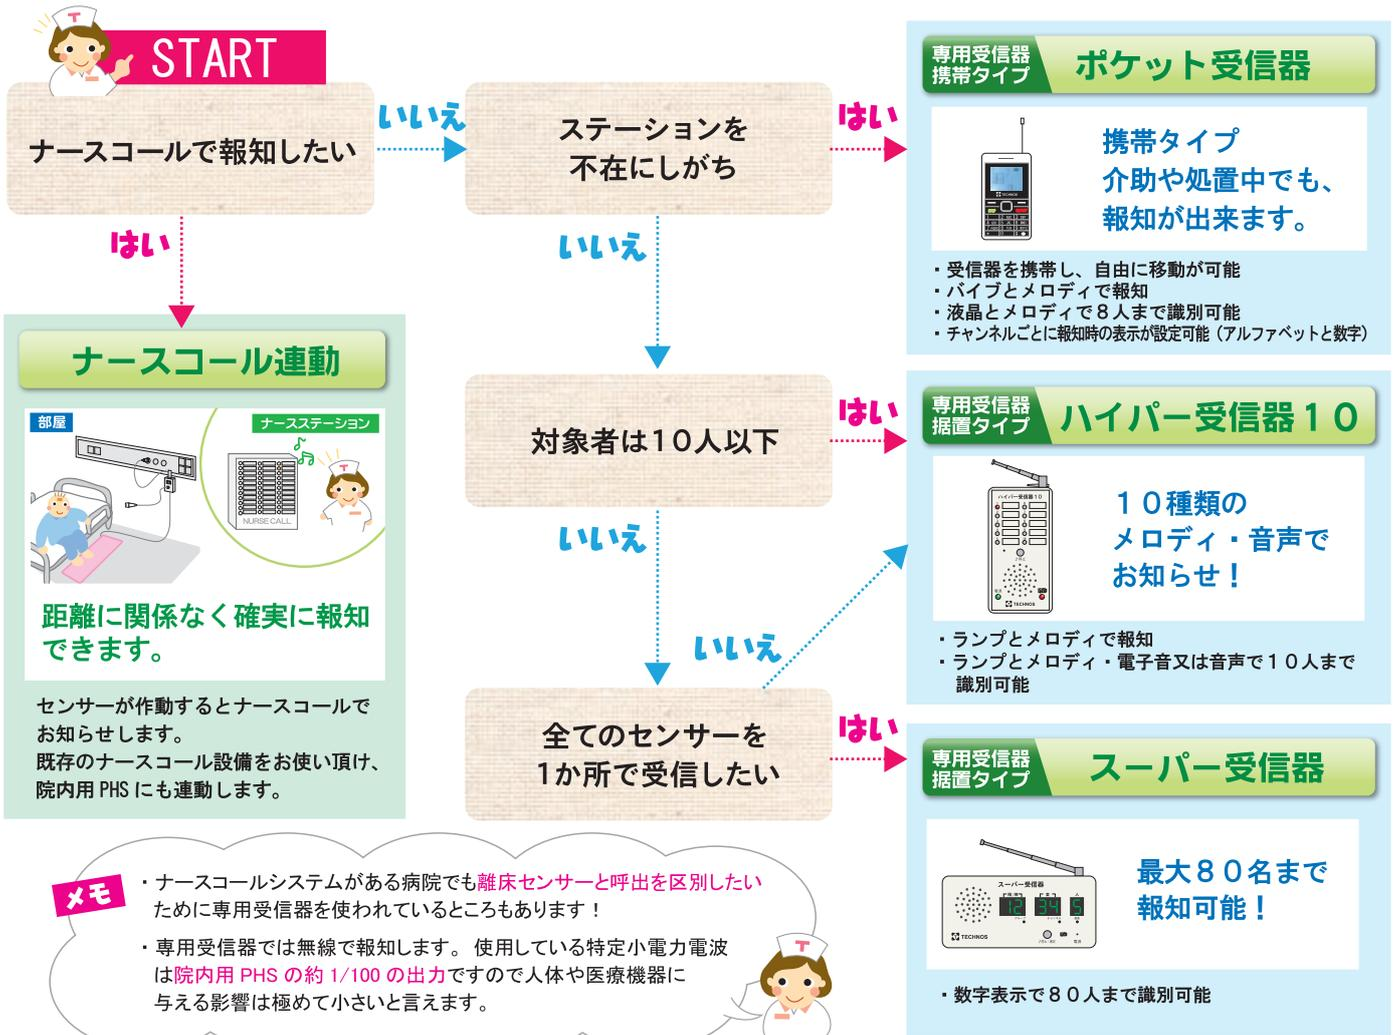 START
ナースコールで報知したい
いいえ
ステーションを
不在にしがち
はい
専用受信器
携帯タイプ
ポケット受信器
TECHNOS
携帯タイプ
介助や処置中でも、
報知が出来ます。
・受信器を携帯し、自由に移動が可能
・バイブとメロディで報知
・液晶とメロディで８人まで識別可能
・チャンネルごとに報知時の表示が設定可能（アルファベットと数字）
はい
いいえ
ナースコール連動
部屋
ナースステーション
NURSE CALL
距離に関係なく確実に報知
できます。
センサーが作動するとナースコールで
お知らせします。
既存のナースコール設備をお使い頂け、
院内用 PHS にも連動します。
対象者は１０人以下
はい
専用受信器
据置タイプ
ハイパー受信器１０
ハイパー受信器１０
TECHNOS
１０種類の
メロディ・音声で
お知らせ！
・ランプとメロディで報知
・ランプとメロディ・電子音又は音声で１０人まで
識別可能
いいえ
いいえ
全てのセンサーを
1か所で受信したい
はい
専用受信器
据置タイプ
スーパー受信器
スーパー受信器
12 34 5
TECHNOS
最大８０名まで
報知可能！
・数字表示で８０人まで識別可能
メモ
・ナースコールシステムがある病院でも離床センサーと呼出を区別したい
ために専用受信器を使われているところもあります！
・専用受信器では無線で報知します。 使用している特定小電力電波
は院内用 PHS の約 1/100 の出力ですので人体や医療機器に
与える影響は極めて小さいと言えます。